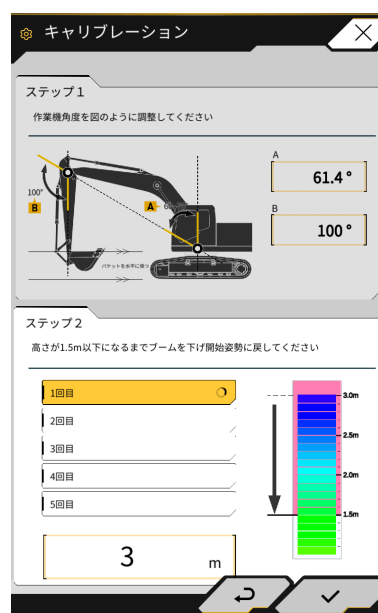 キャリブレーション
ステップ1
作業機角度を図のように調整してください
A
61.4 °
100°
B
A
B
100 °
バケットを水平に保つ
ステップ2
高さが1.5m以下になるまでブームを下げ開始姿勢に戻してください
1回目
2回目
3回目
4回目
5回目
3.0m
2.5m
2.0m
1.5m
3
m